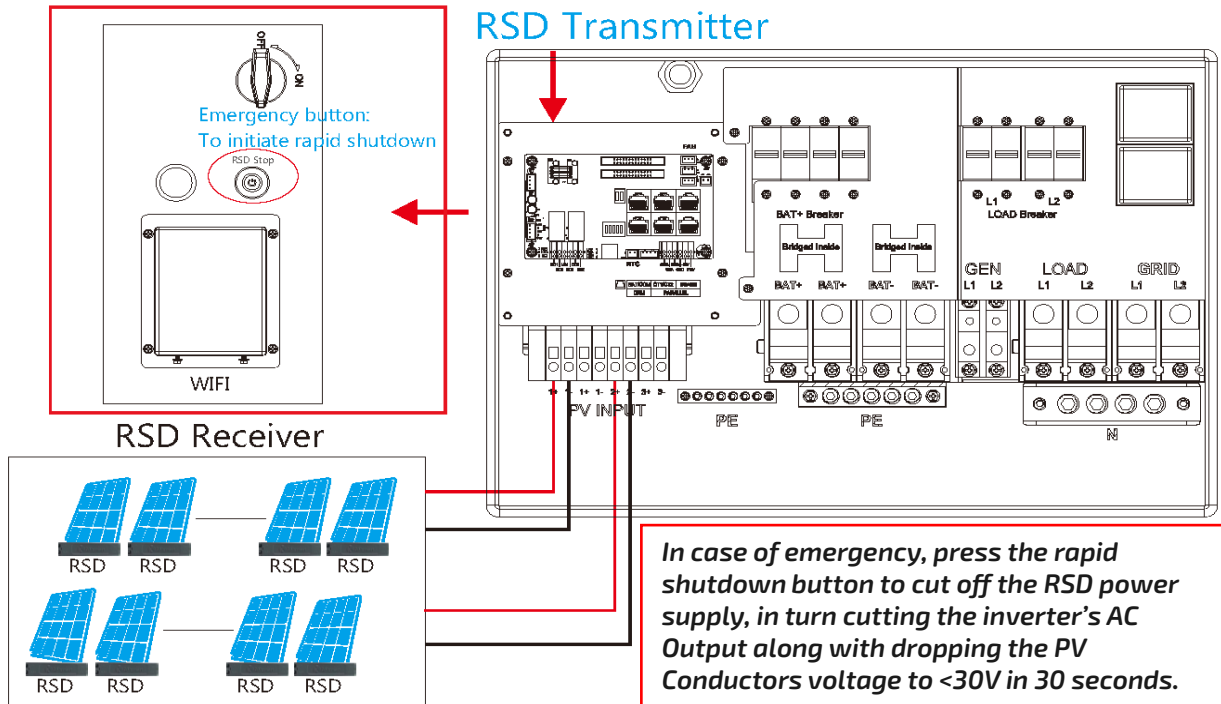 RSD Transmitter
OFF
ON
Emergency button:
To initiate rapid shutdown
RSD Stop
WIFI
FAN
NTC
BAT+ Breaker
L1 L2
LOAD Breaker
Bridged Inside Bridged Inside
BAT+ BAT+ BAT- BAT-
GEN LOAD GRID
L1 L2 L1 L2 L1 L2
PARALLEL
1+ 1- 1+ 1- 2+ 2- 3+ 3-
PV INPUT
PE
PE
N
RSD Receiver
RSD RSD RSD RSD
RSD RSD RSD RSD
In case of emergency, press the rapid
shutdown button to cut off the RSD power
supply, in turn cutting the inverter’s AC
Output along with dropping the PV
Conductors voltage to <30V in 30 seconds.